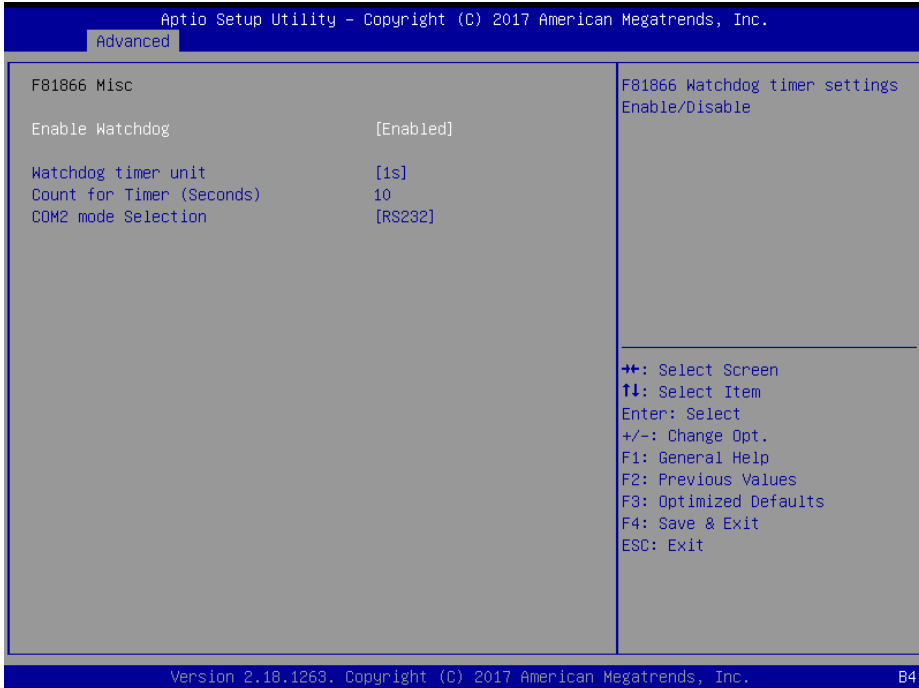 Aptio Setup Utility – Copyright (C) 2017 American Megatrends, Inc.
Advanced
F81866 Misc
Enable Watchdog [Enabled]
Watchdog timer unit [1s]
Count for Timer (Seconds) 10
COM2 mode Selection [RS232]
F81866 Watchdog timer settings
Enable/Disable
→←: Select Screen
↑↓: Select Item
Enter: Select
+/-: Change Opt.
F1: General Help
F2: Previous Values
F3: Optimized Defaults
F4: Save & Exit
ESC: Exit
Version 2.18.1263. Copyright (C) 2017 American Megatrends, Inc.
B4